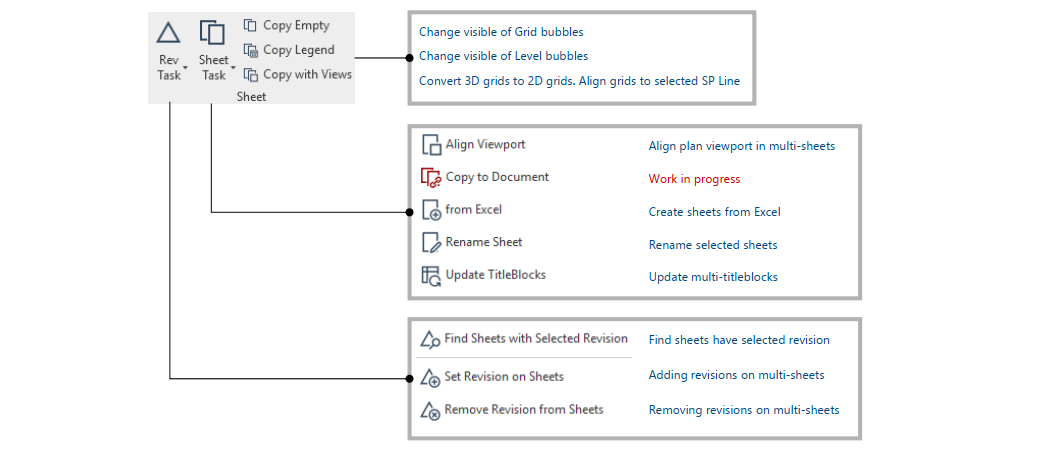 Rev
Task
Sheet
Task
Copy Empty
Copy Legend
Copy with Views
Sheet
Change visible of Grid bubbles
Change visible of Level bubbles
Convert 3D grids to 2D grids. Align grids to selected SP Line
Align Viewport Align plan viewport in multi-sheets
Copy to Document Work in progress
from Excel Create sheets from Excel
Rename Sheet Rename selected sheets
Update TitleBlocks Update multi-titleblocks
Find Sheets with Selected Revision Find sheets have selected revision
Set Revision on Sheets Adding revisions on multi-sheets
Remove Revision from Sheets Removing revisions on multi-sheets